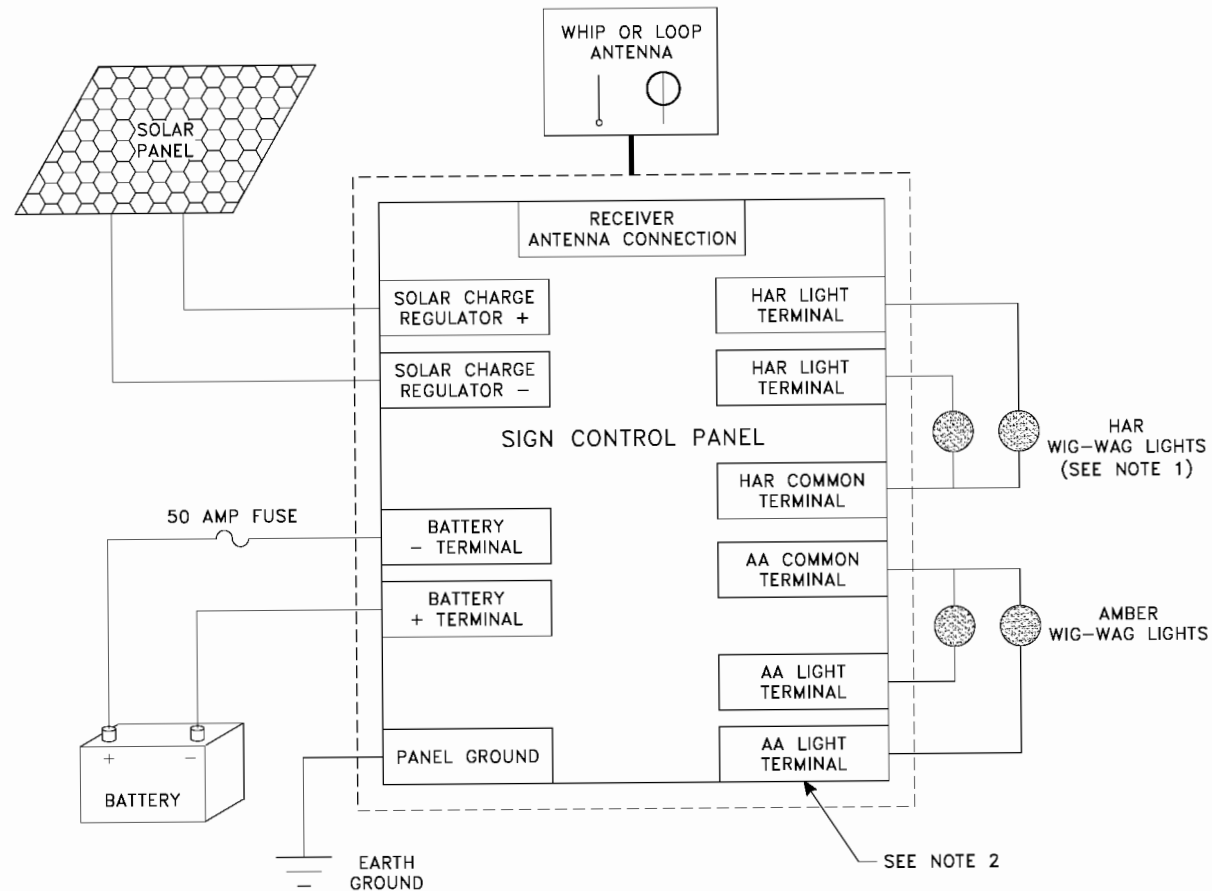 WHIP OR LOOP
ANTENNA
SOLAR
PANEL
RECEIVER
ANTENNA CONNECTION
SOLAR CHARGE
REGULATOR +
SOLAR CHARGE
REGULATOR −
HAR LIGHT
TERMINAL
HAR LIGHT
TERMINAL
SIGN CONTROL PANEL
HAR
WIG-WAG LIGHTS
(SEE NOTE 1)
HAR COMMON
TERMINAL
50 AMP FUSE
BATTERY
− TERMINAL
AA COMMON
TERMINAL
BATTERY
+ TERMINAL
AMBER
WIG-WAG LIGHTS
AA LIGHT
TERMINAL
PANEL GROUND
AA LIGHT
TERMINAL
+ −
BATTERY
EARTH
GROUND
SEE NOTE 2